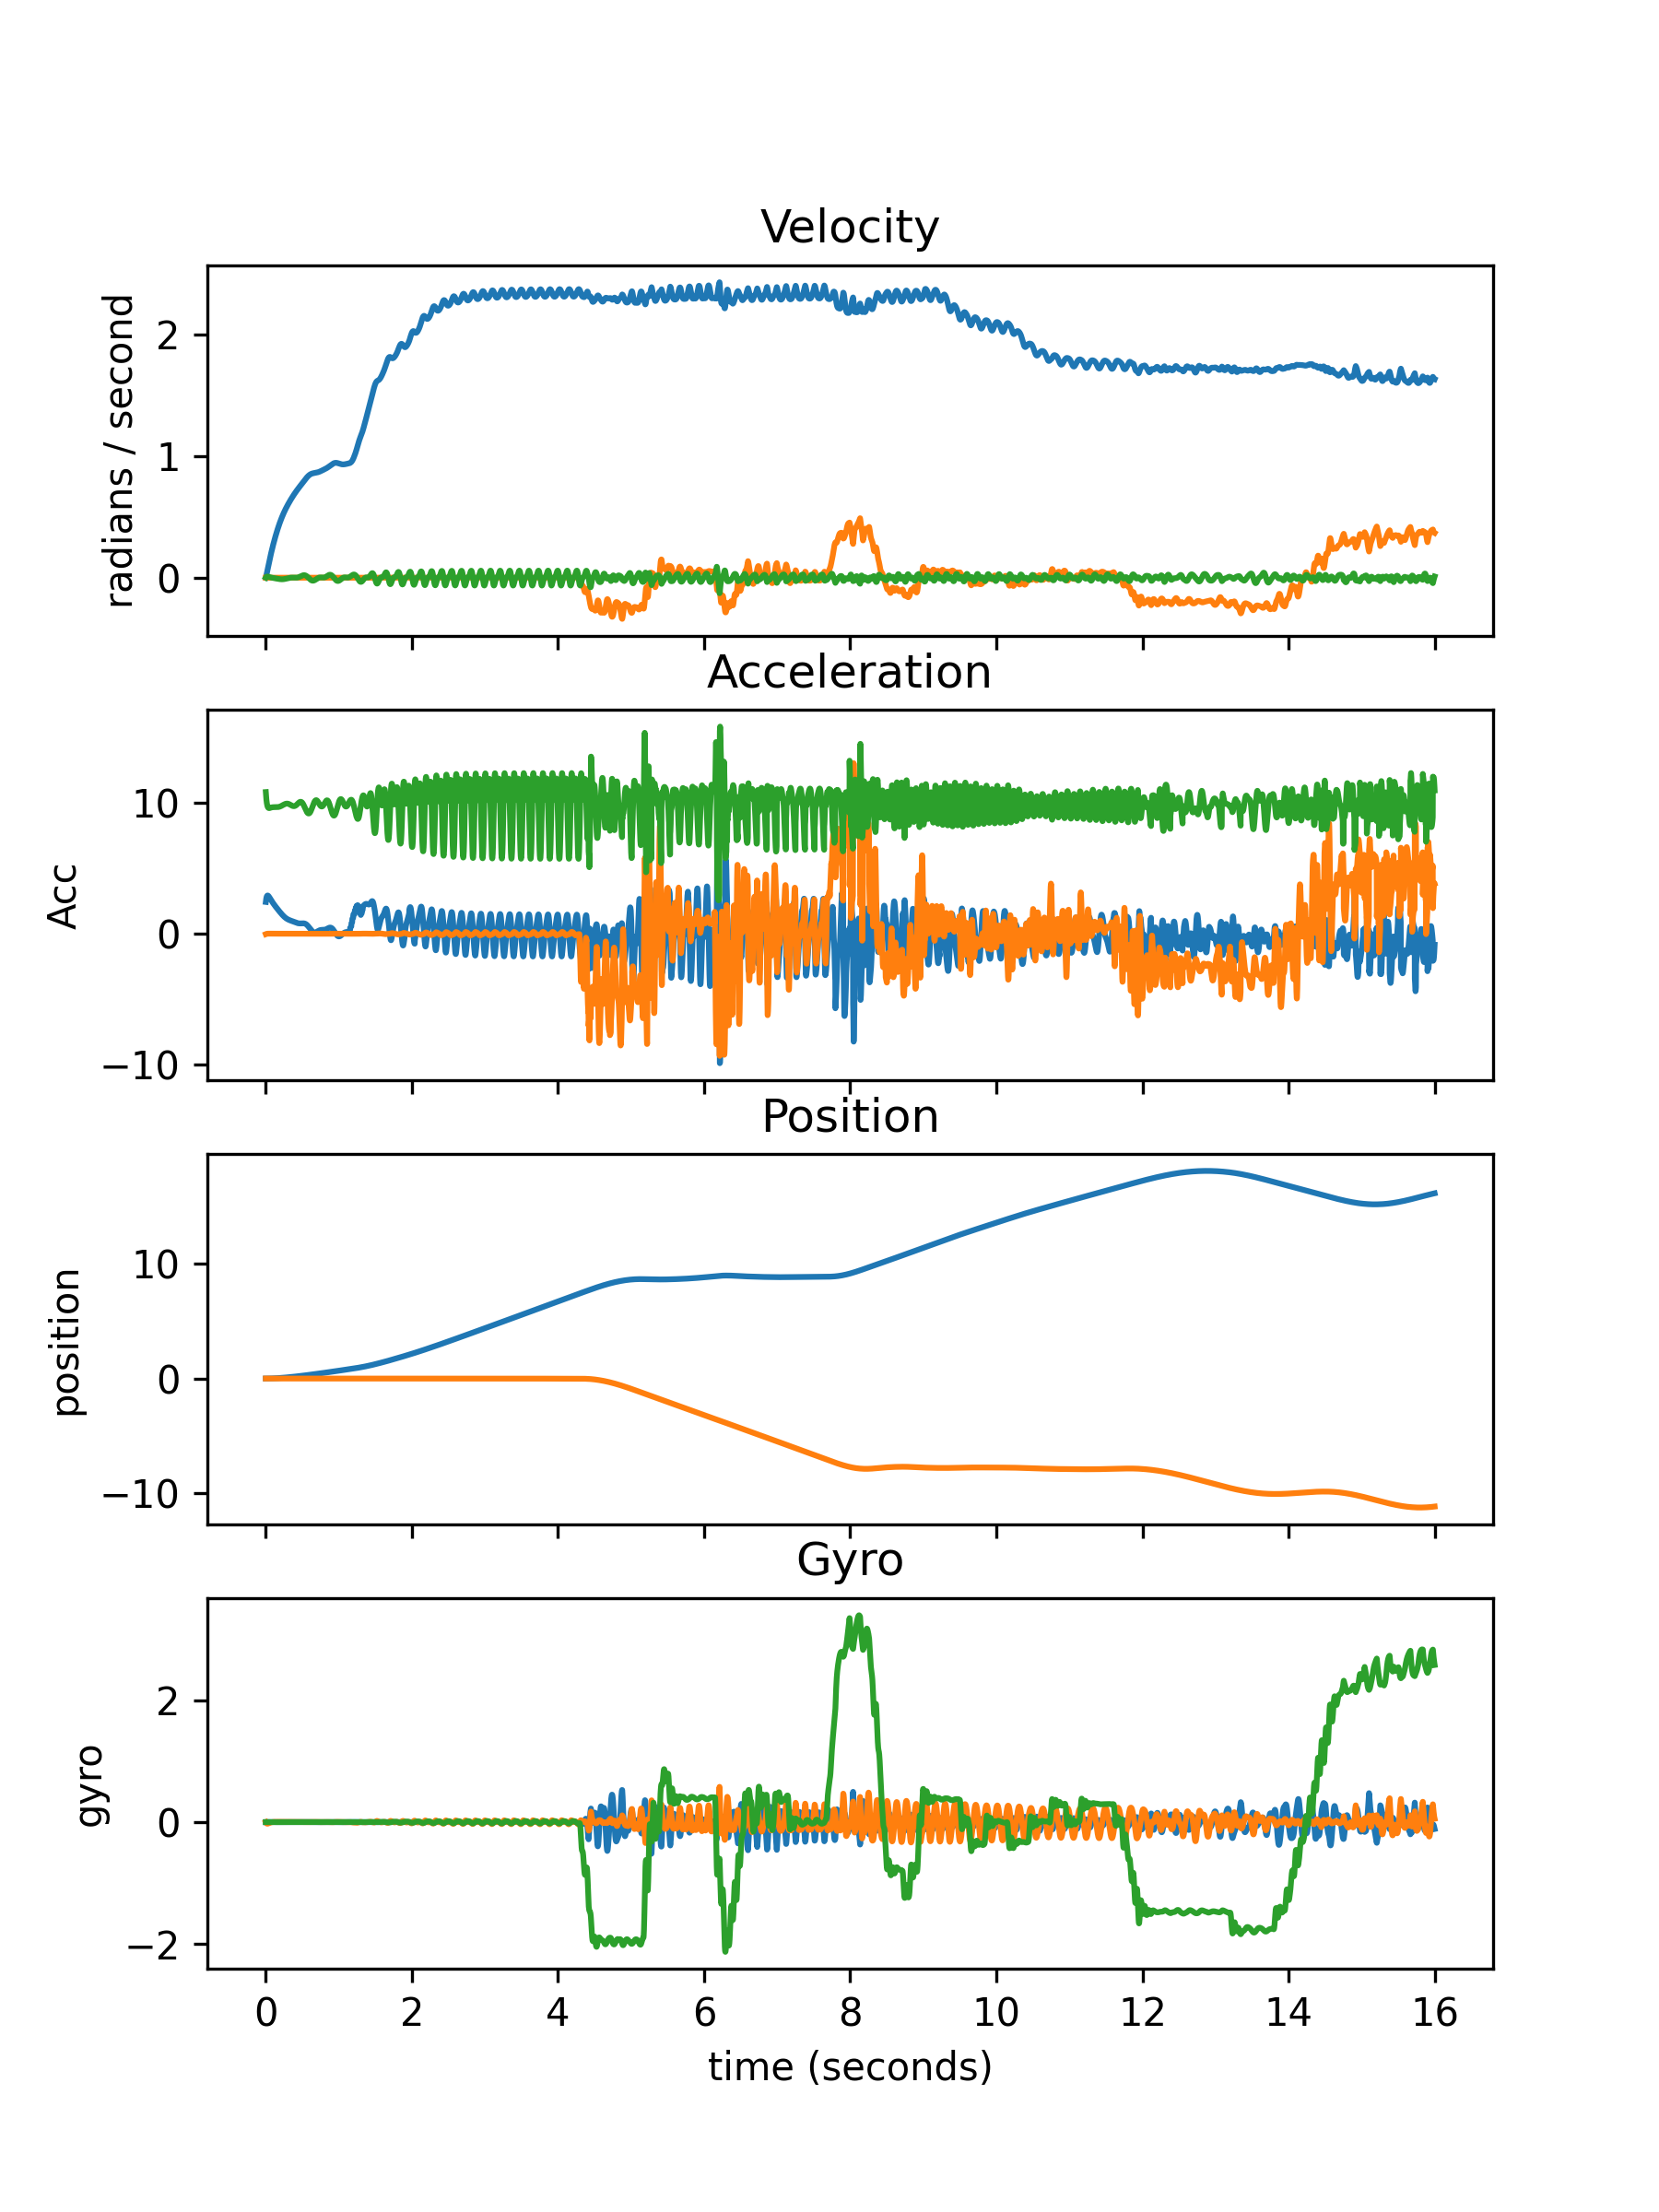 Velocity
radians / second
2
1
0
Acceleration
Acc
10
0
−10
Position
position
10
0
−10
Gyro
gyro
2
0
−2
0 2 4 6 8 10 12 14 16
time (seconds)